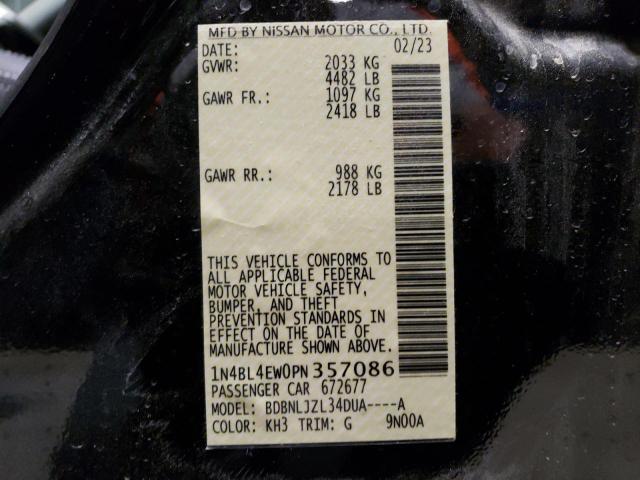 MFD BY NISSAN MOTOR CO., LTD.
DATE: 02/23
GVWR: 2033 KG
4482 LB
GAWR FR.: 1097 KG
2418 LB
GAWR RR.: 988 KG
2178 LB
THIS VEHICLE CONFORMS TO
ALL APPLICABLE FEDERAL
MOTOR VEHICLE SAFETY,
BUMPER, AND THEFT
PREVENTION STANDARDS IN
EFFECT ON THE DATE OF
MANUFACTURE SHOWN ABOVE.
1N4BL4EW0PN357086
PASSENGER CAR 672677
MODEL: BDBNLJZL34DUA----A
COLOR: KH3 TRIM: G 9N00A